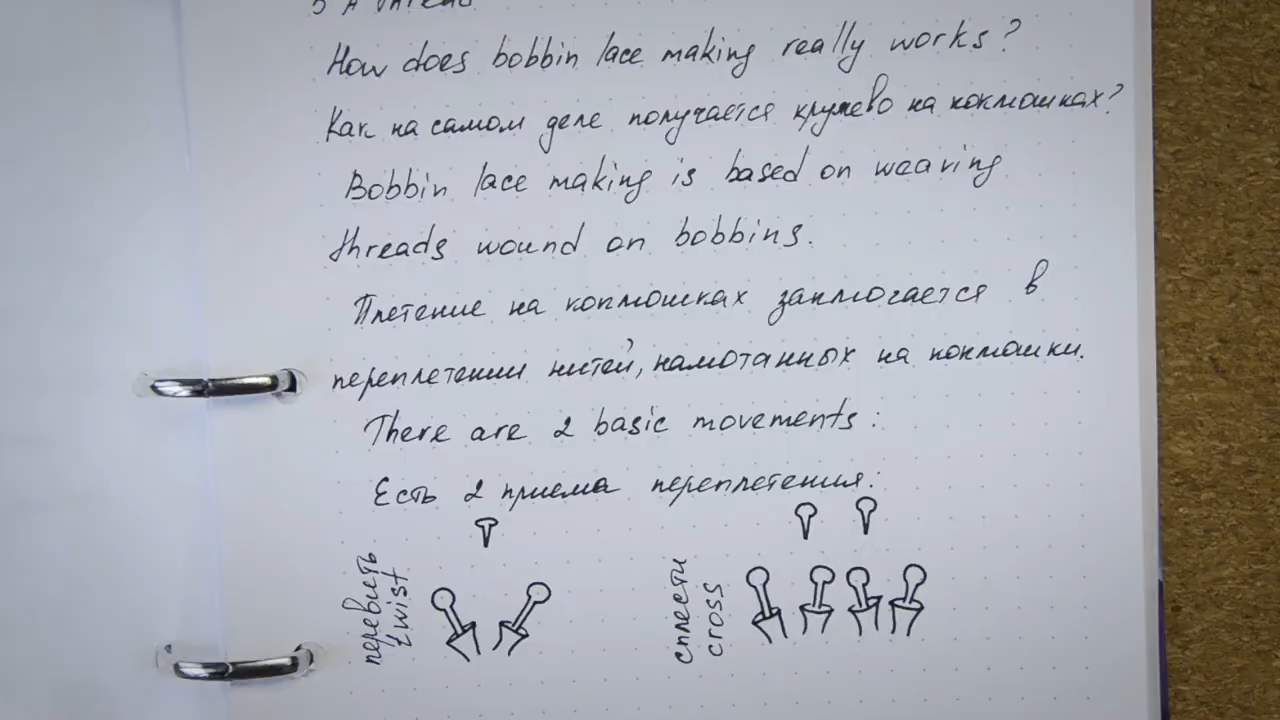 How does bobbin lace making really works?
Как на самом деле получается кружево на коклюшках?
Bobbin lace making is based on weaving
threads wound on bobbins.
Плетение на коклюшках заключается в
переплетении нитей, намотанных на коклюшки.
There are 2 basic movements:
Есть 2 приема переплетения:
перевить
twist
сплести
cross